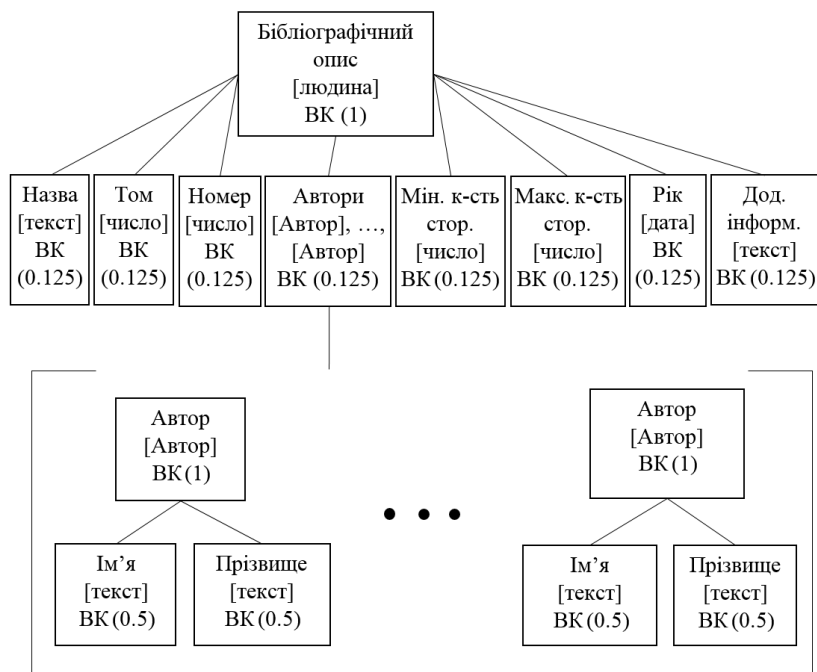 Бібліографічний
опис
[людина]
ВК (1)
Назва
[текст]
ВК
(0.125)
Том
[число]
ВК
(0.125)
Номер
[число]
ВК
(0.125)
Автори
[Автор], …,
[Автор]
ВК (0.125)
Мін. к-сть
стор.
[число]
ВК (0.125)
Макс. к-сть
стор.
[число]
ВК (0.125)
Рік
[дата]
ВК
(0.125)
Дод.
інформ.
[текст]
ВК (0.125)
Автор
[Автор]
ВК (1)
Ім’я
[текст]
ВК (0.5)
Прізвище
[текст]
ВК (0.5)
Автор
[Автор]
ВК (1)
Ім’я
[текст]
ВК (0.5)
Прізвище
[текст]
ВК (0.5)